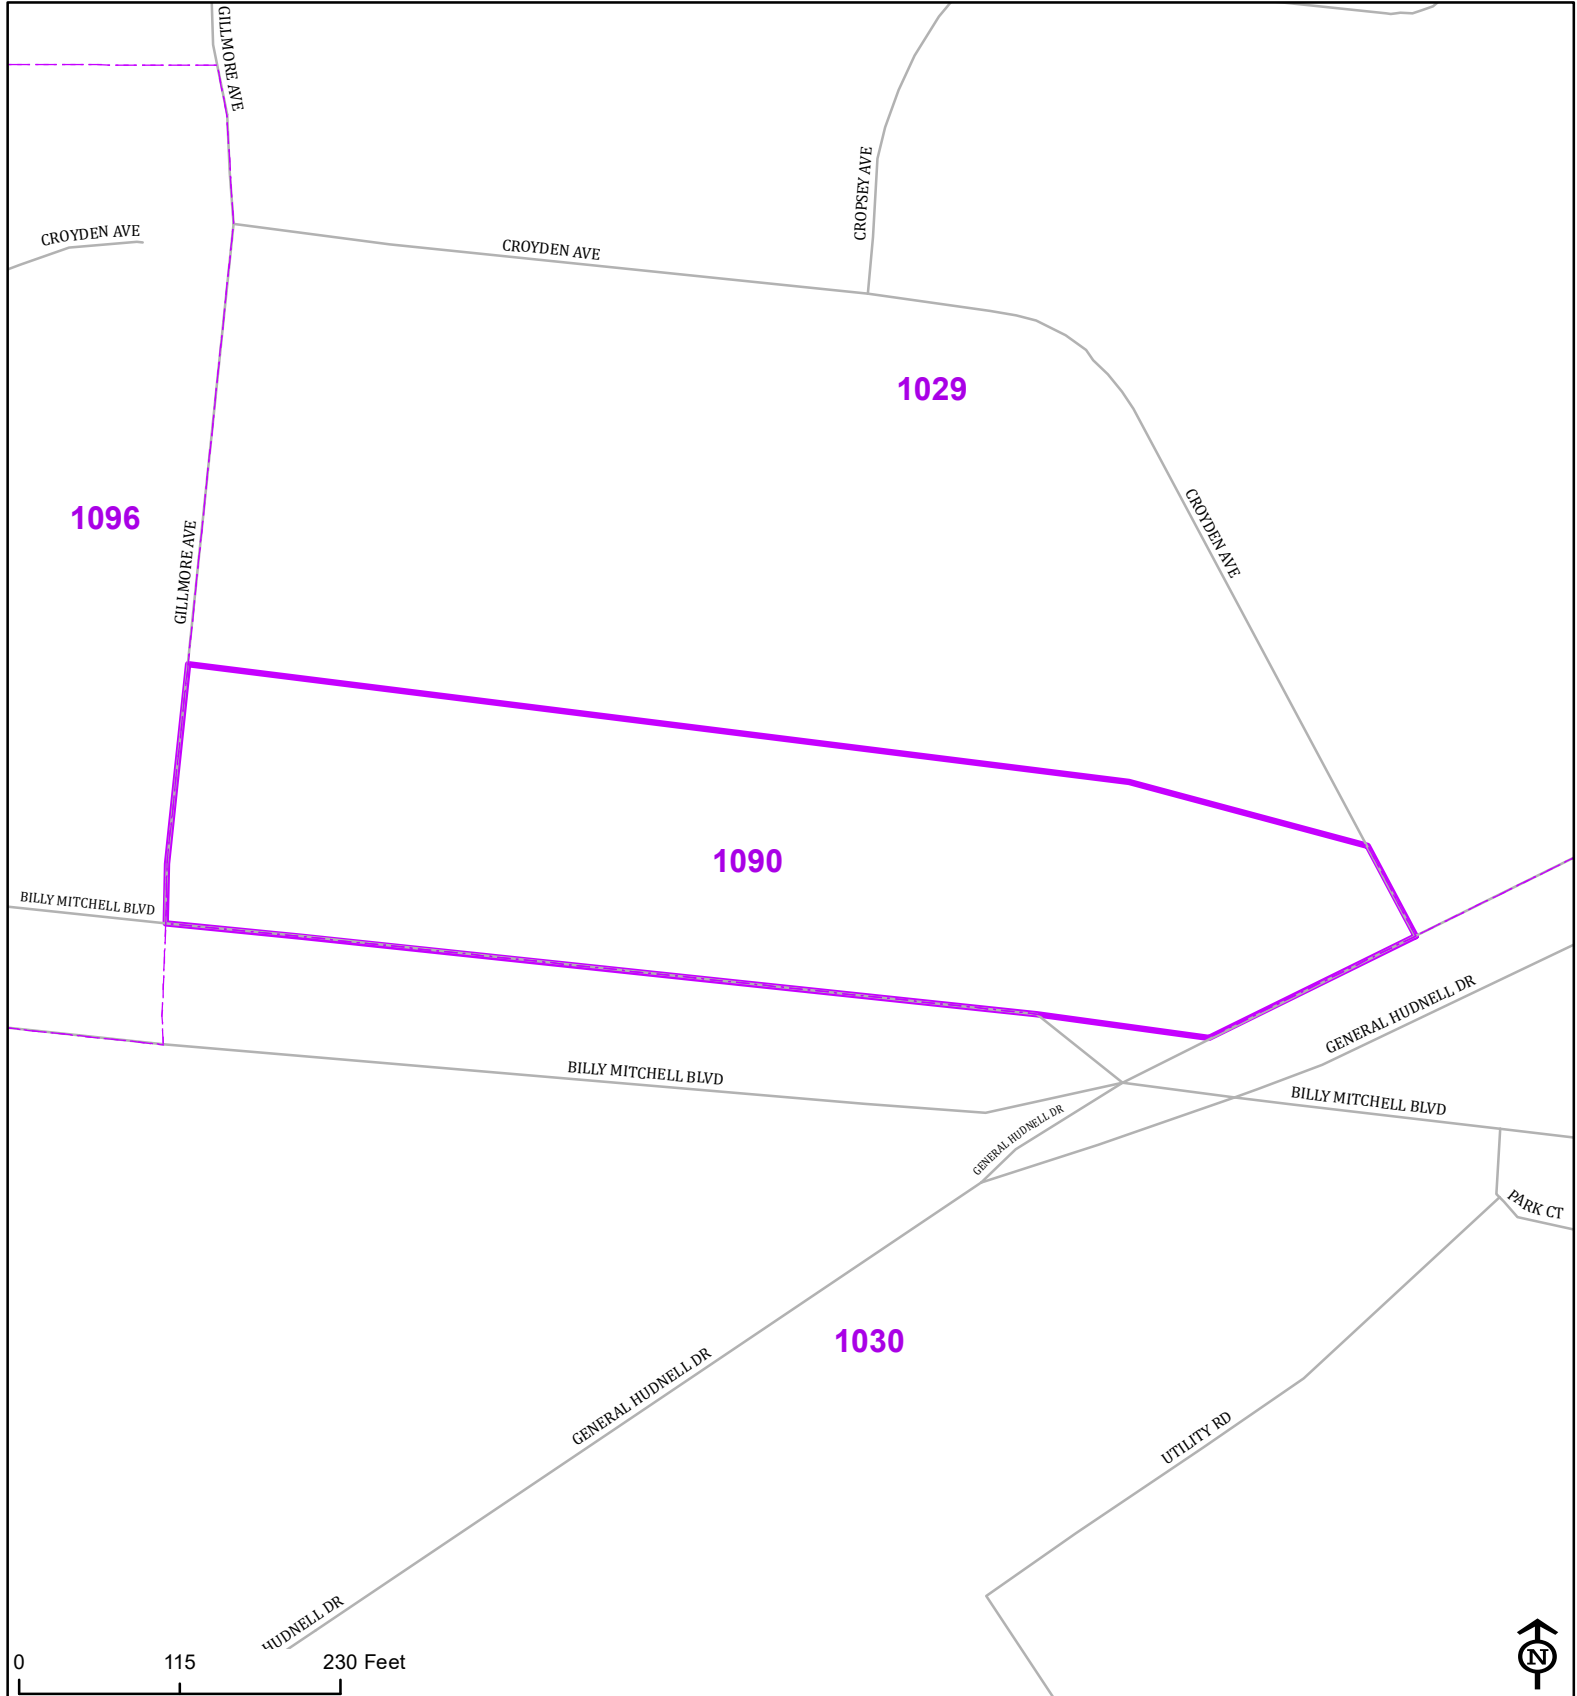 GILLMORE AVE
CROPSEY AVE
CROYDEN AVE
CROYDEN AVE
1029
1096
CROYDEN AVE
GILLMORE AVE
1090
BILLY MITCHELL BLVD
GENERAL HUDNELL DR
BILLY MITCHELL BLVD
BILLY MITCHELL BLVD
GENERAL HUDNELL DR
PARK CT
1030
GENERAL HUDNELL DR
UTILITY RD
HUDNELL DR
0 115 230 Feet
N